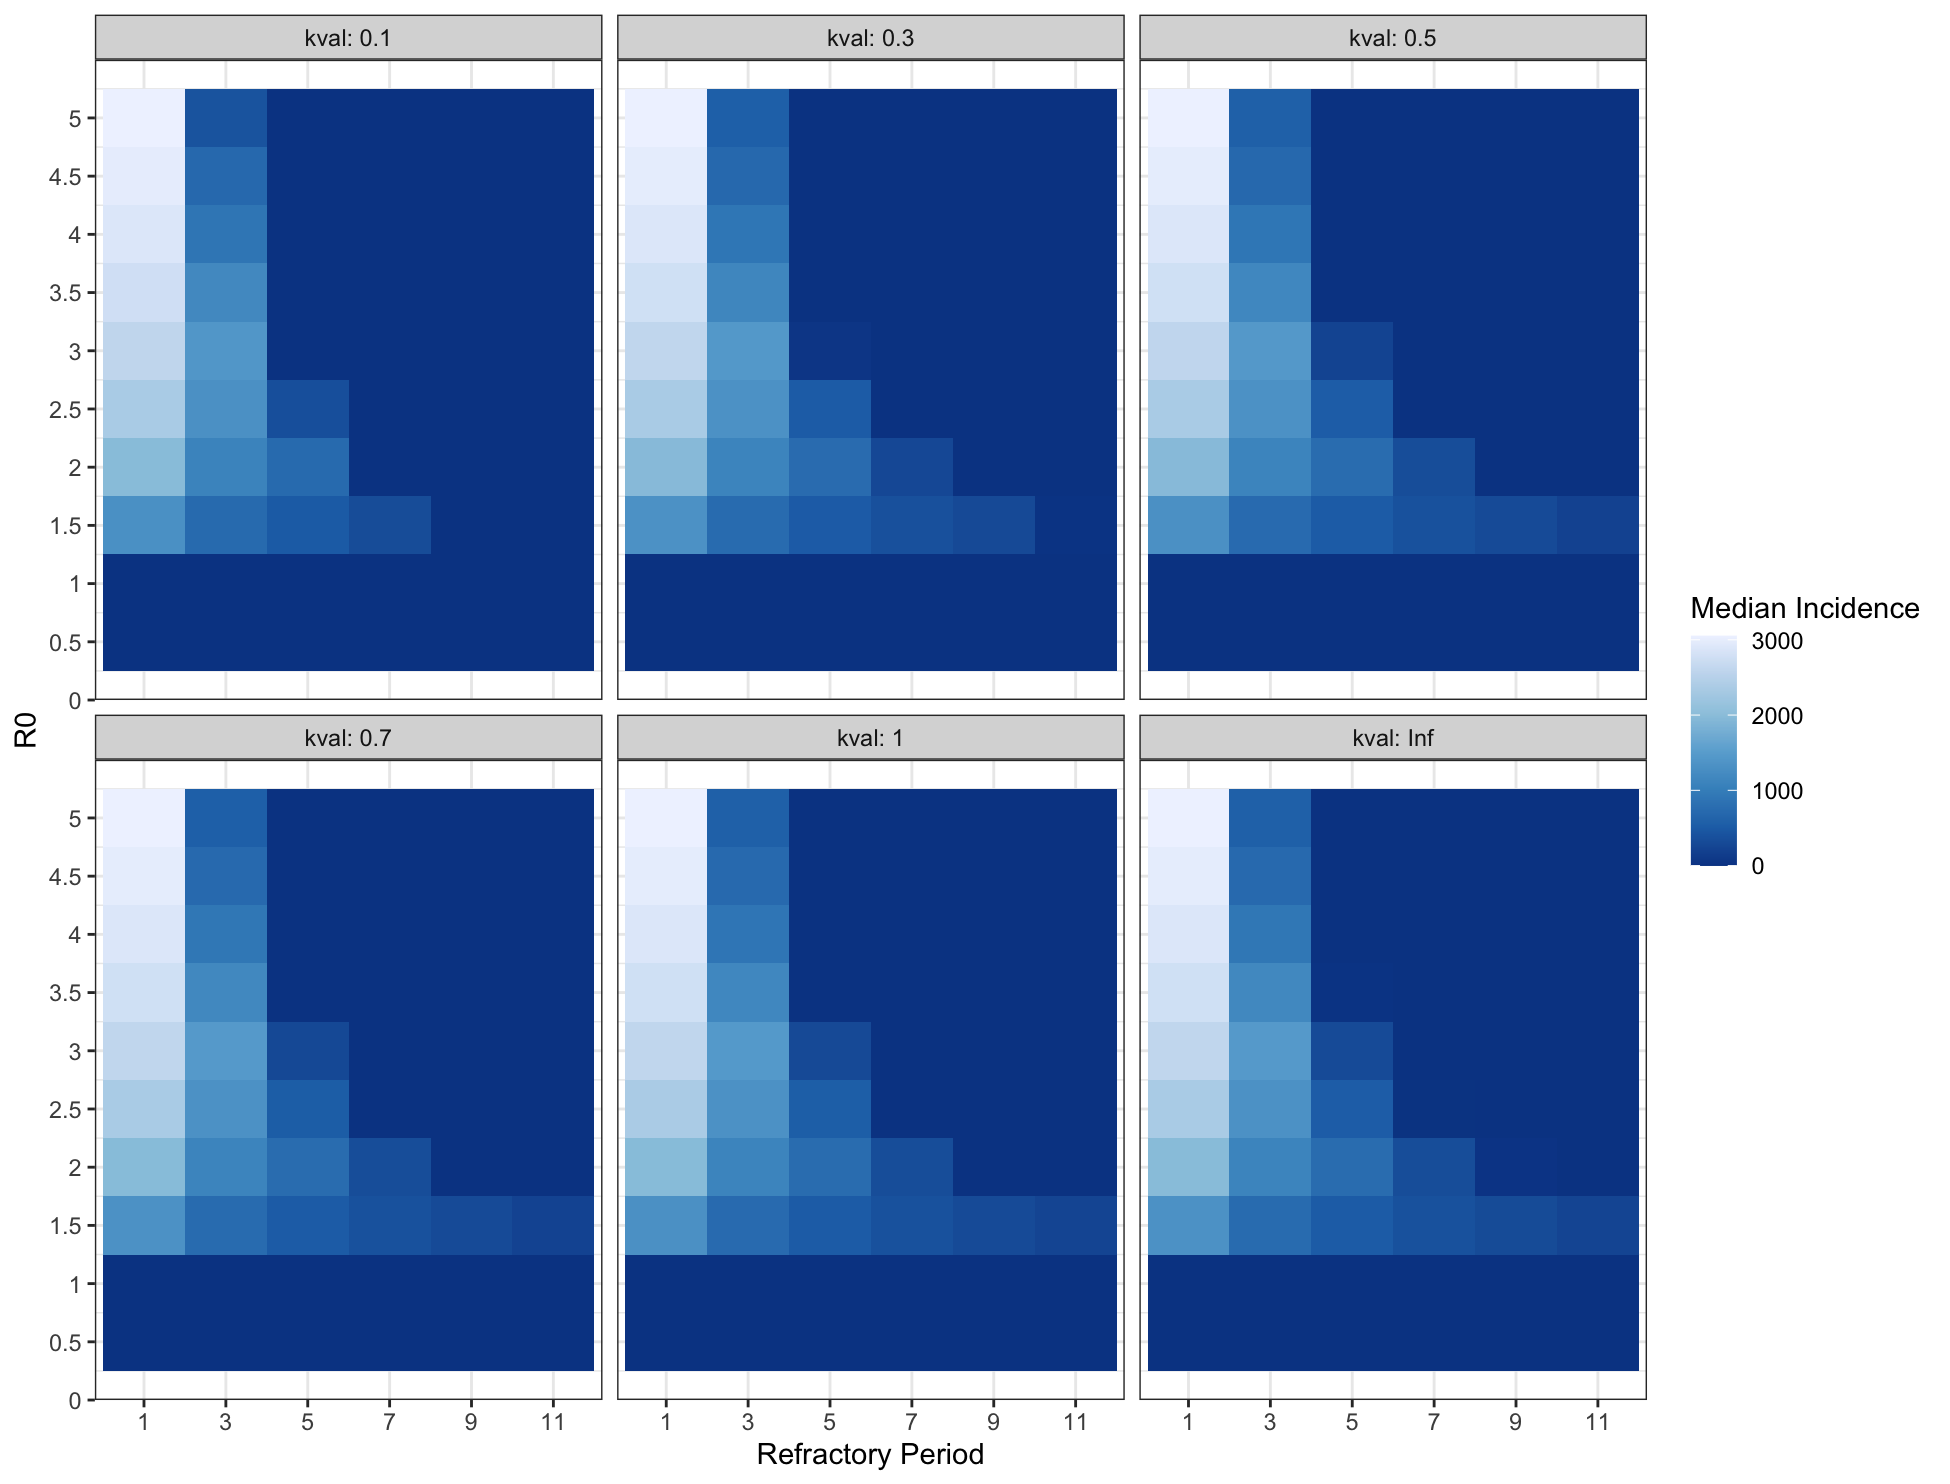 kval: 0.1
kval: 0.3
kval: 0.5
5
4.5
4
3.5
3
2.5
2
1.5
1
0.5
0
R0
kval: 0.7
kval: 1
kval: Inf
5
4.5
4
3.5
3
2.5
2
1.5
1
0.5
0
1 3 5 7 9 11
1 3 5 7 9 11
1 3 5 7 9 11
Refractory Period
Median Incidence
3000
2000
1000
0